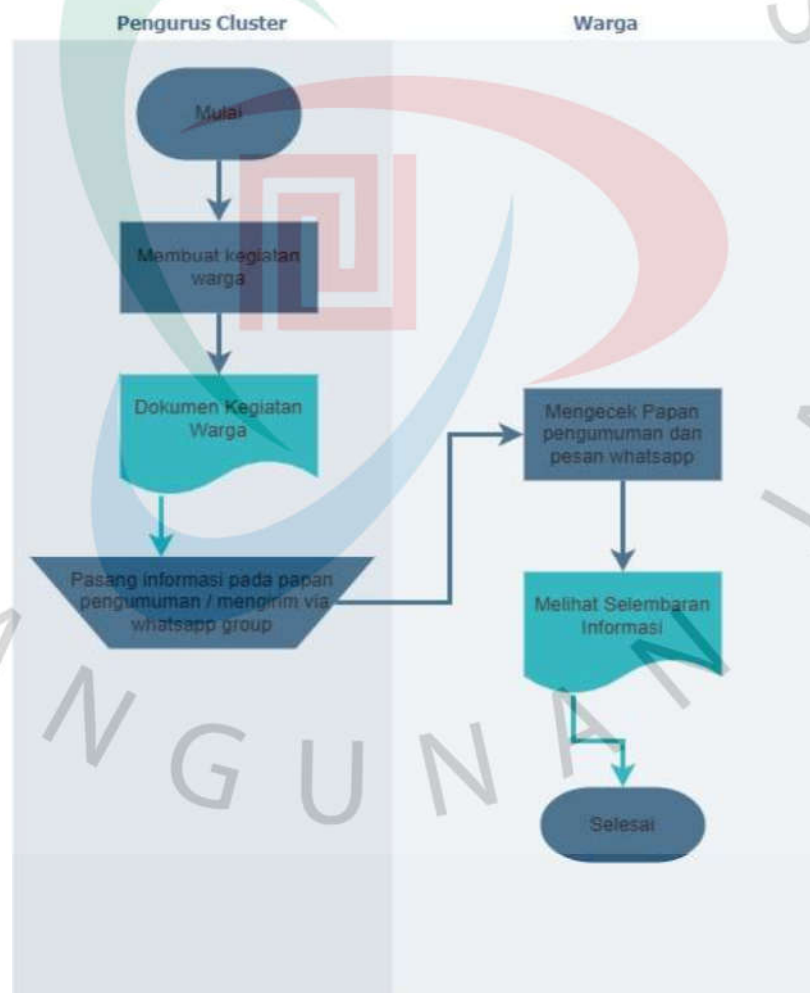 Pengurus Cluster
Warga
Mulai
Membuat kegiatan
warga
Dokumen Kegiatan
Warga
Pasang informasi pada papan
pengumuman / mengirim via
whatsapp group
Mengecek Papan
pengumuman dan
pesan whatsapp
Melihat Selembaran
Informasi
Selesai
NGUNAN